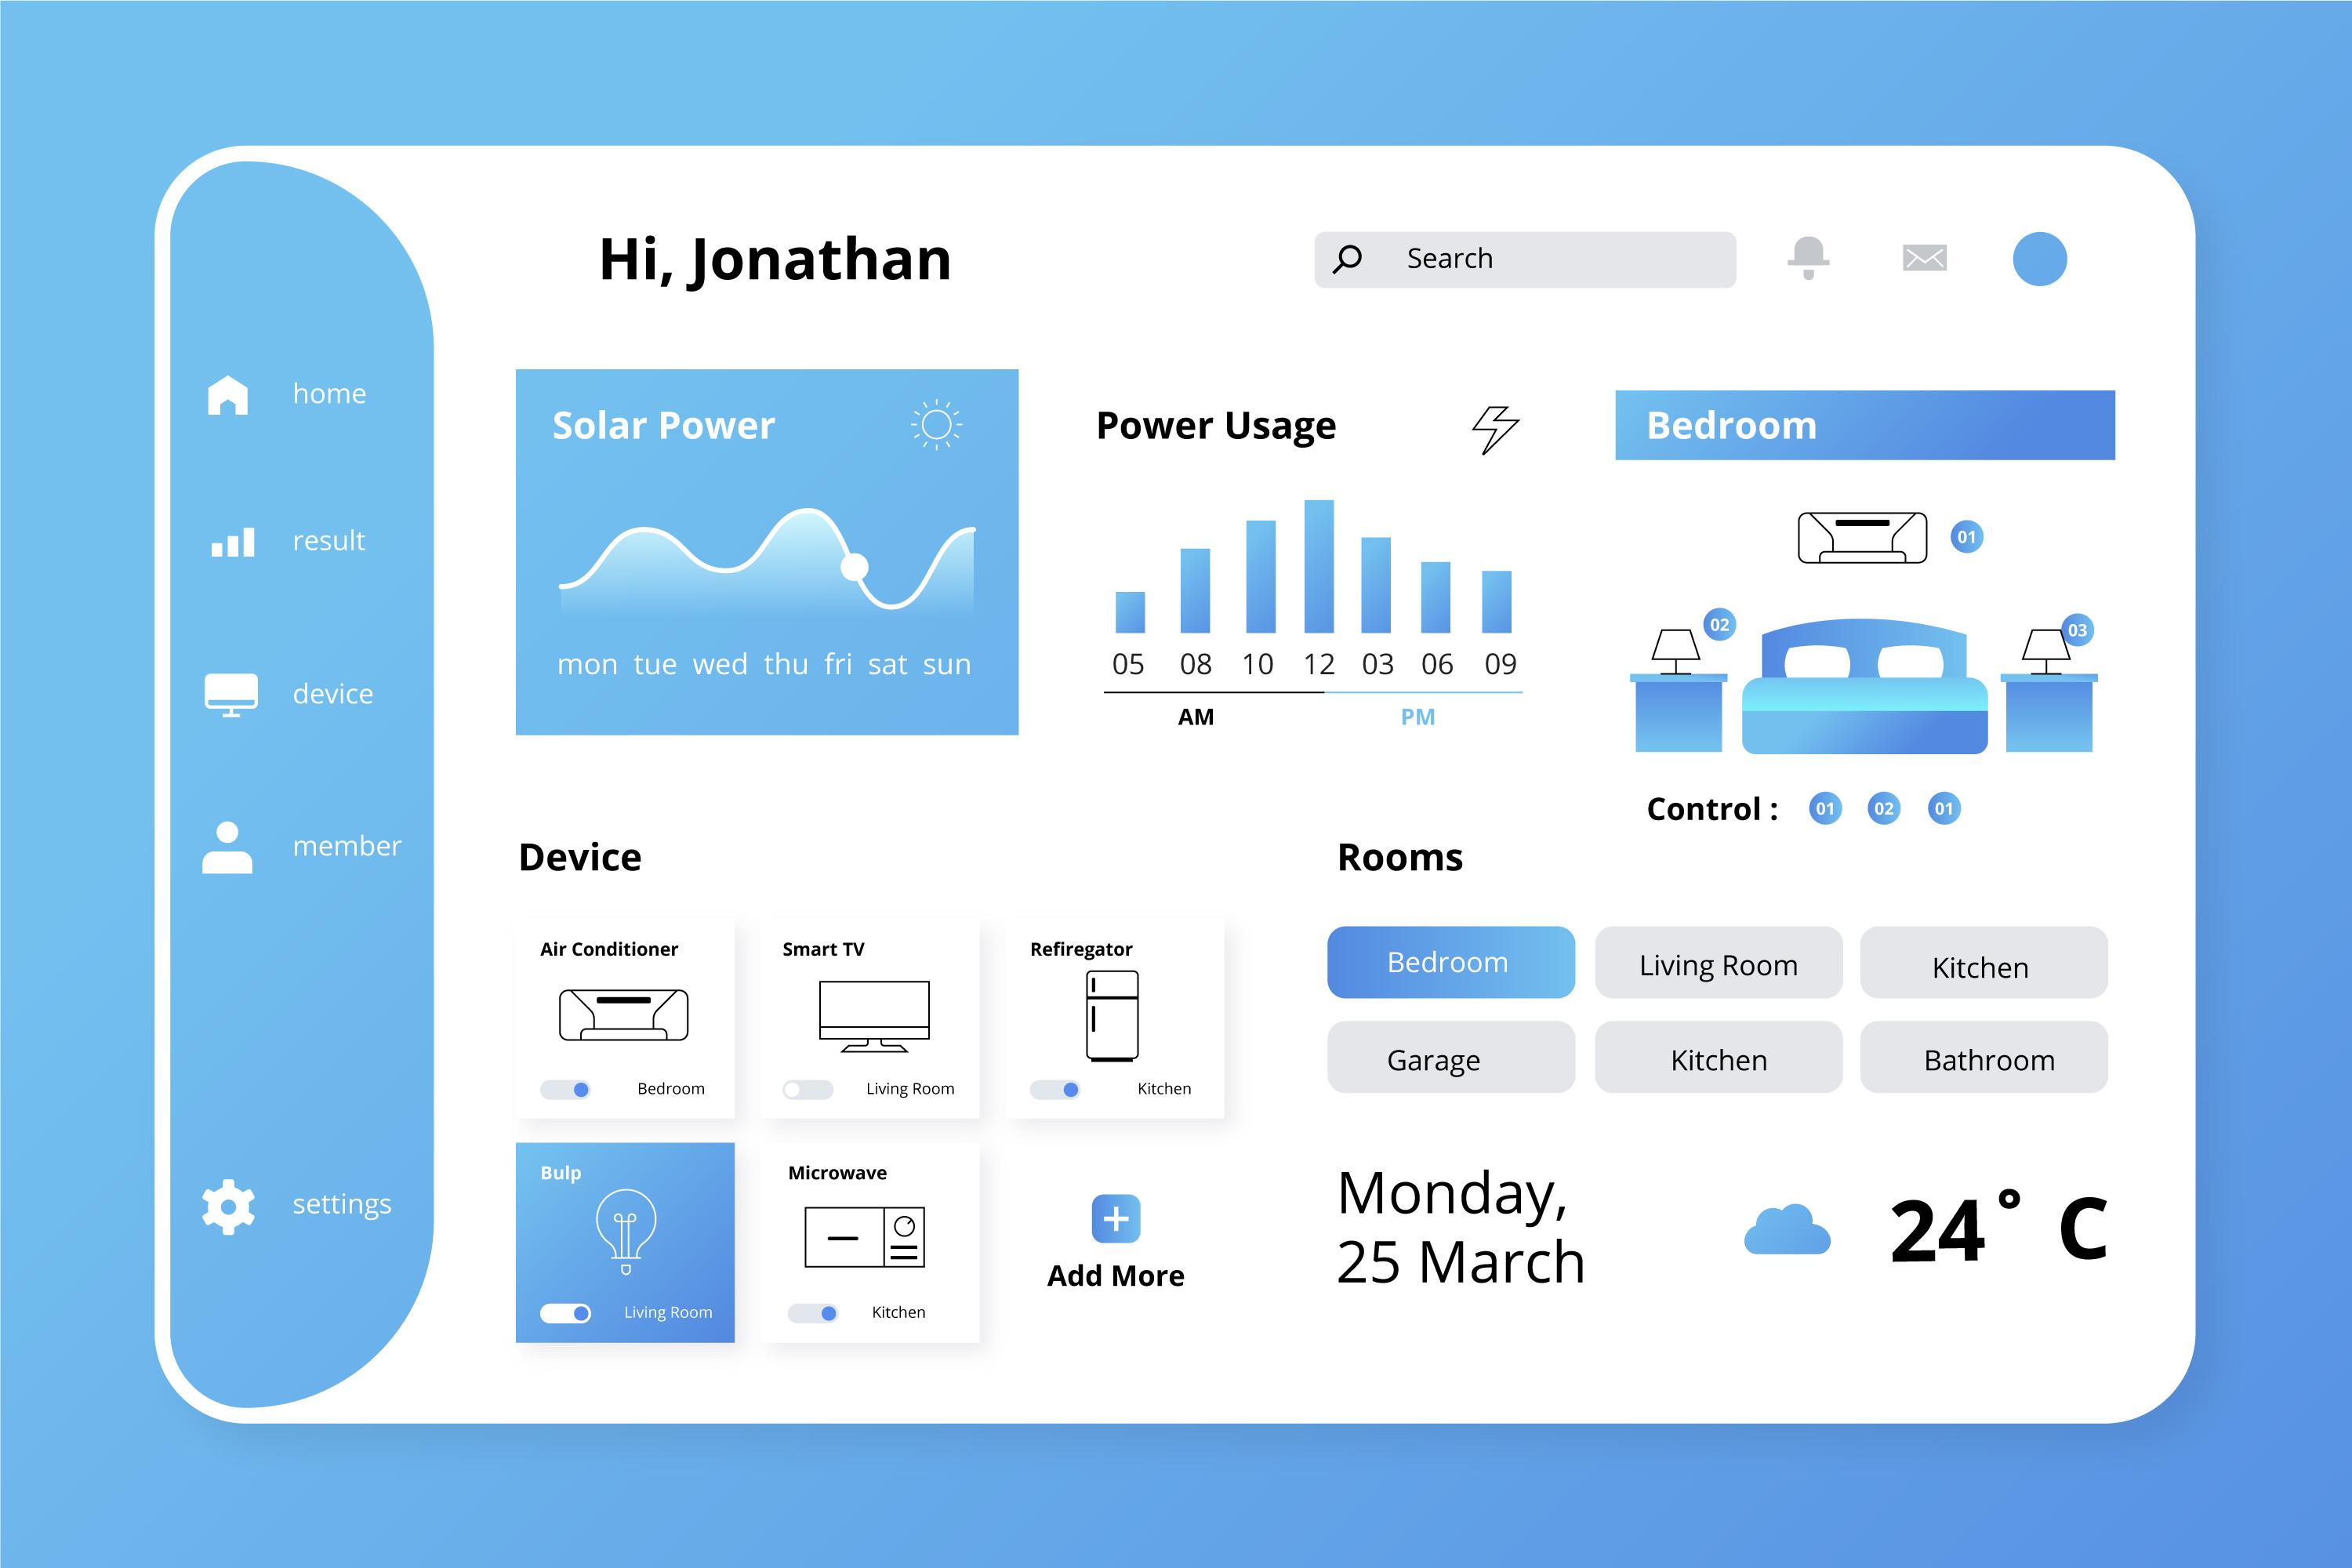 Hi, Jonathan
Search
home
result
device
member
settings
Solar Power
mon tue wed thu fri sat sun
Power Usage
05 08 10 12 03 06 09
AM PM
Bedroom
01
02
03
Control : 01 02 01
Device
Air Conditioner
Bedroom
Smart TV
Living Room
Refiregator
Kitchen
Bulp
Living Room
Microwave
Kitchen
Add More
Rooms
Bedroom Living Room Kitchen
Garage Kitchen Bathroom
Monday,
25 March
24° C